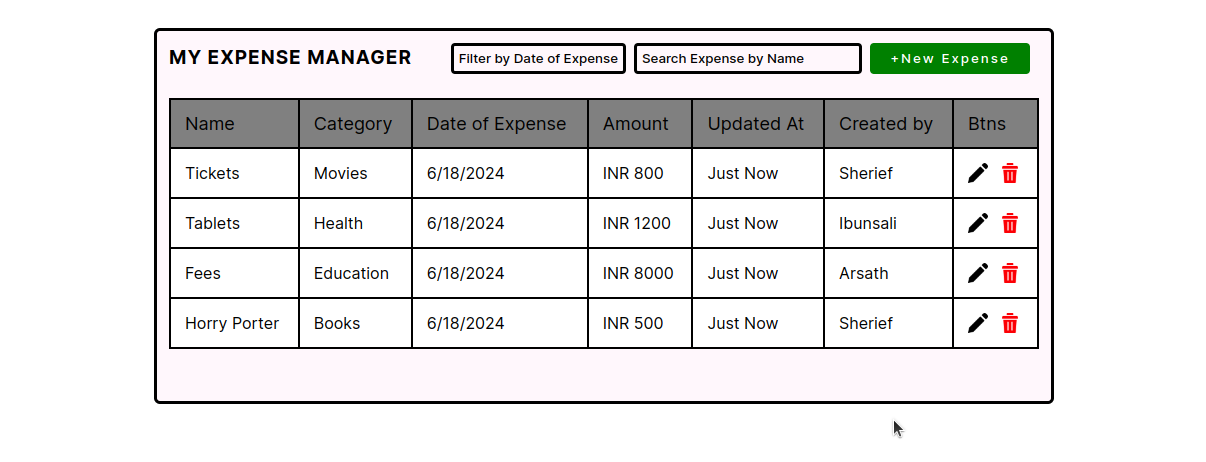 MY EXPENSE MANAGER Filter by Date of Expense Search Expense by Name +New Expense
Name Category Date of Expense Amount Updated At Created by Btns
Tickets Movies 6/18/2024 INR 800 Just Now Sherief
Tablets Health 6/18/2024 INR 1200 Just Now Ibunsali
Fees Education 6/18/2024 INR 8000 Just Now Arsath
Horry Porter Books 6/18/2024 INR 500 Just Now Sherief